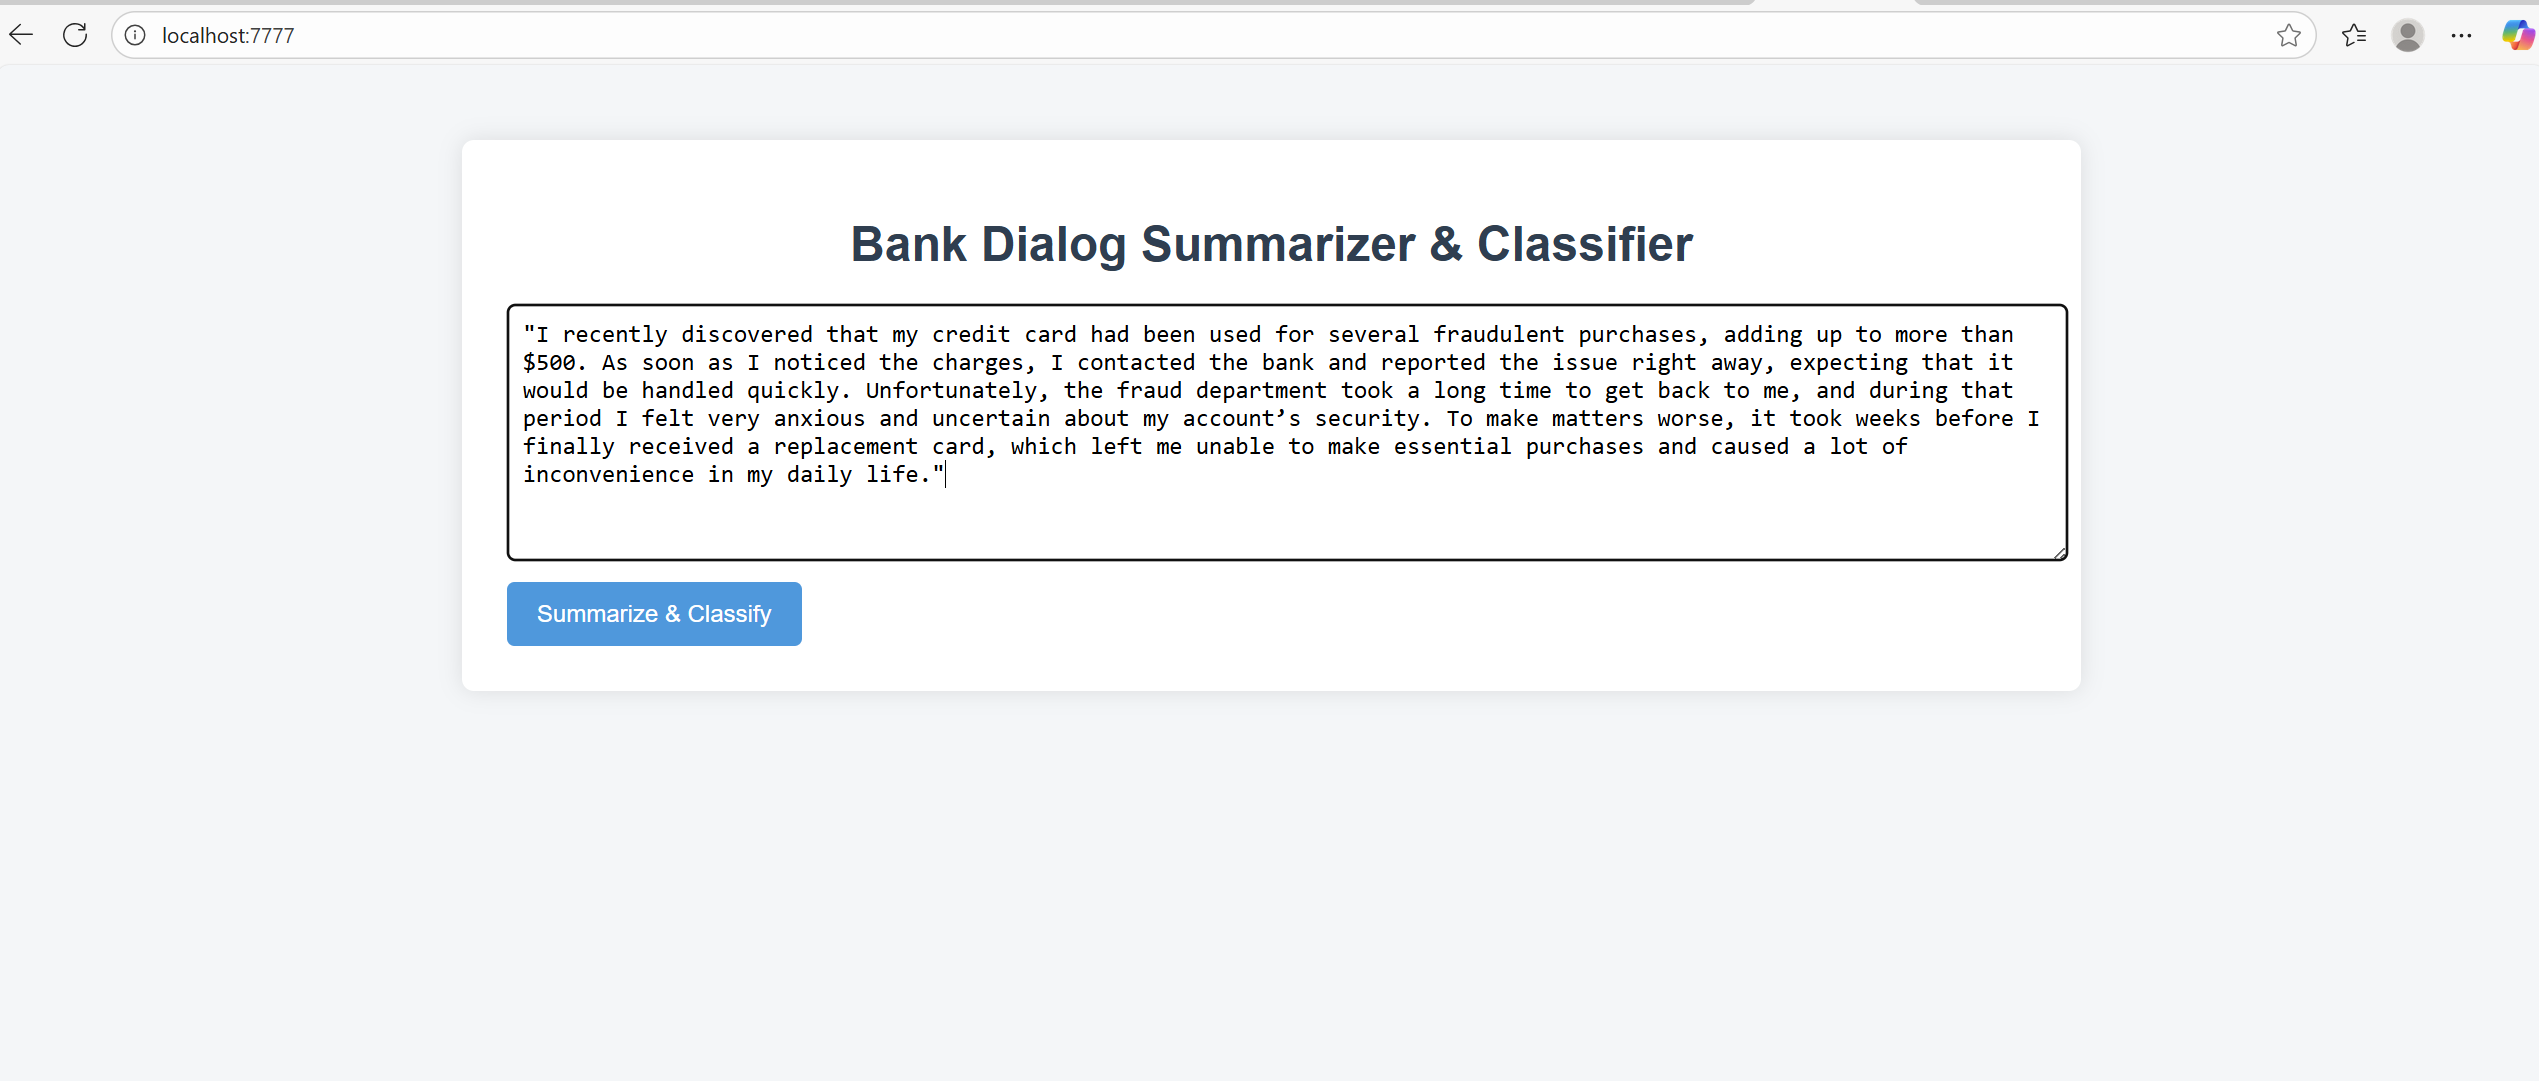 localhost:7777
Bank Dialog Summarizer & Classifier
"I recently discovered that my credit card had been used for several fraudulent purchases, adding up to more than
$500. As soon as I noticed the charges, I contacted the bank and reported the issue right away, expecting that it
would be handled quickly. Unfortunately, the fraud department took a long time to get back to me, and during that
period I felt very anxious and uncertain about my account’s security. To make matters worse, it took weeks before I
finally received a replacement card, which left me unable to make essential purchases and caused a lot of
inconvenience in my daily life."
Summarize & Classify